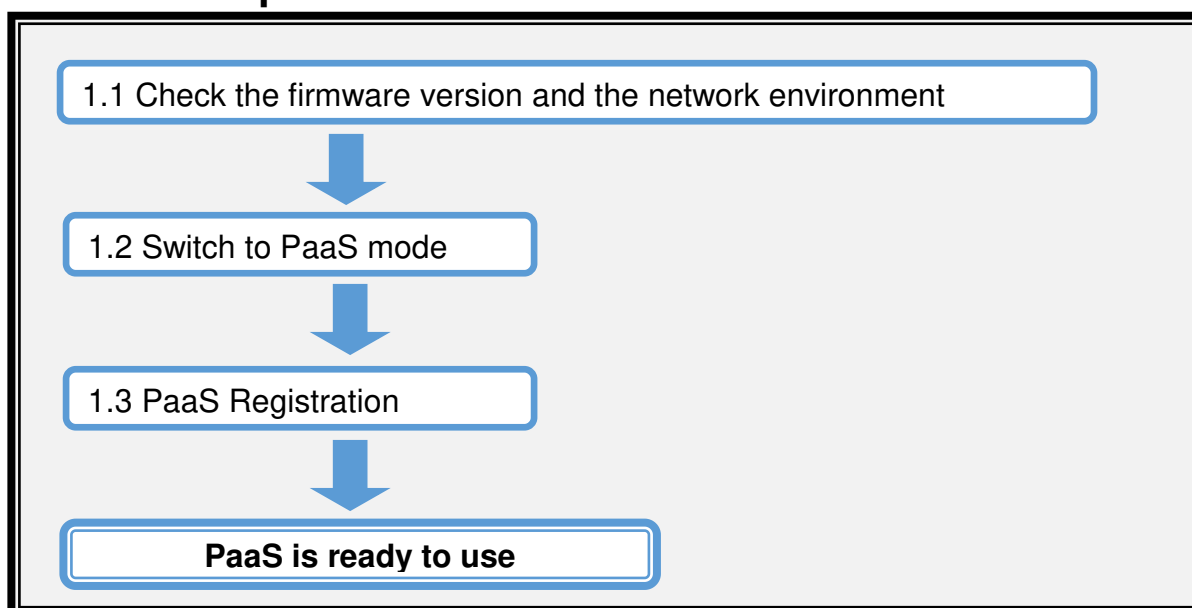 1.1 Check the firmware version and the network environment
1.2 Switch to PaaS mode
1.3 PaaS Registration
PaaS is ready to use